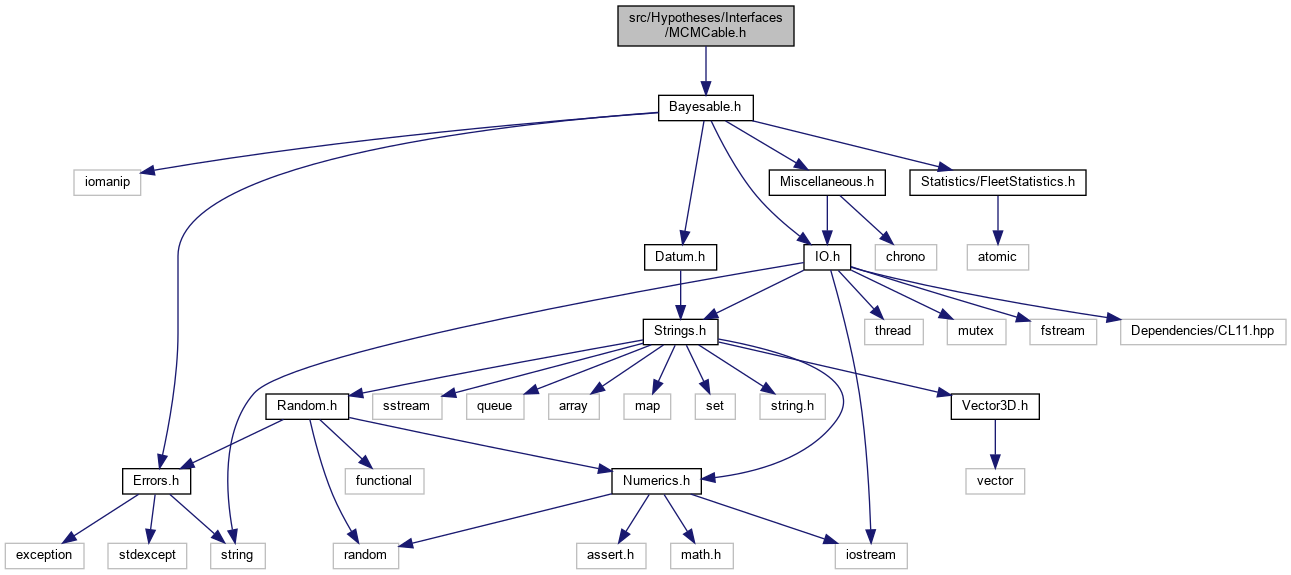 src/Hypotheses/Interfaces
/MCMCable.h
Bayesable.h
iomanip
Miscellaneous.h
Statistics/FleetStatistics.h
Datum.h
IO.h
chrono
atomic
Strings.h
thread
mutex
fstream
Dependencies/CL11.hpp
Random.h
sstream
queue
array
map
set
string.h
Vector3D.h
Errors.h
functional
Numerics.h
vector
exception
stdexcept
string
random
assert.h
math.h
iostream